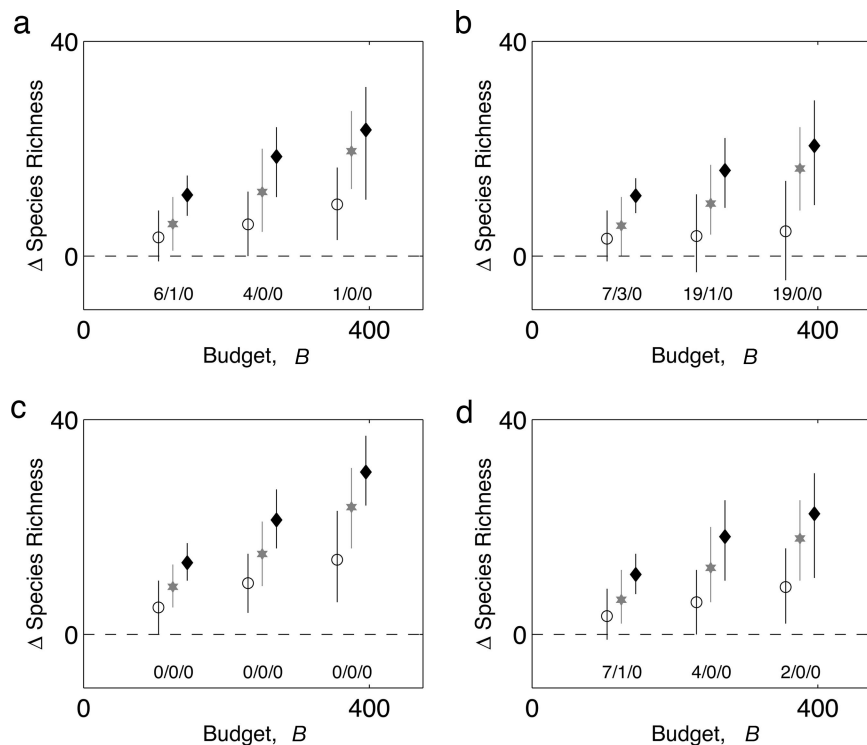 a
40
Δ Species Richness
0
6/1/0 4/0/0 1/0/0
0 400
Budget, B
b
40
Δ Species Richness
0
7/3/0 19/1/0 19/0/0
0 400
Budget, B
c
40
Δ Species Richness
0
0/0/0 0/0/0 0/0/0
0 400
Budget, B
d
40
Δ Species Richness
0
7/1/0 4/0/0 2/0/0
0 400
Budget, B